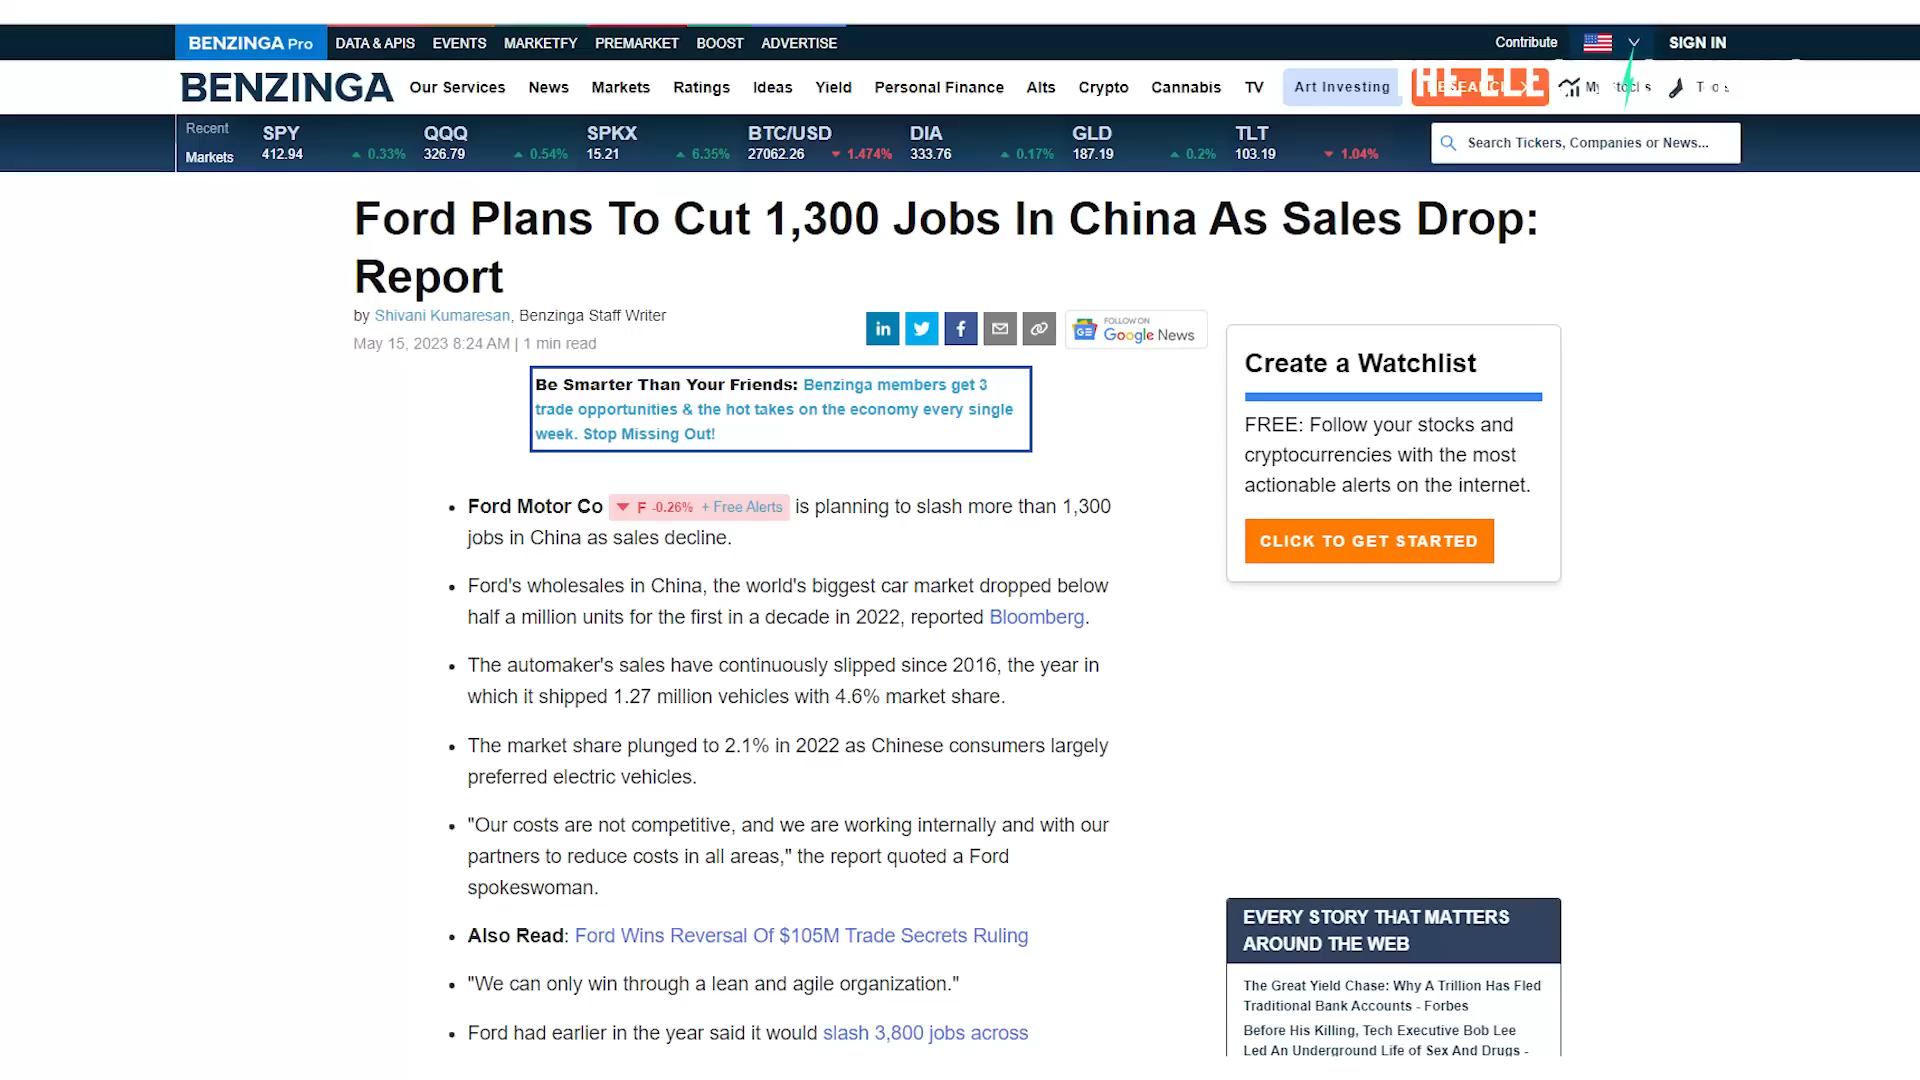 BENZINGA Pro DATA & APIS EVENTS MARKETFY PREMARKET BOOST ADVERTISE Contribute SIGN IN
BENZINGA Our Services News Markets Ratings Ideas Yield Personal Finance Alts Crypto Cannabis TV Art Investing
Recent SPY QQQ SPKX BTC/USD DIA GLD TLT
Markets 412.94 0.33% 326.79 0.54% 15.21 6.35% 27062.26 1.474% 333.76 0.17% 187.19 0.2% 103.19 1.04%
Search Tickers, Companies or News...
Ford Plans To Cut 1,300 Jobs In China As Sales Drop:
Report
by Shivani Kumaresan, Benzinga Staff Writer
May 15, 2023 8:24 AM | 1 min read
FOLLOW ON
Google News
Be Smarter Than Your Friends: Benzinga members get 3
trade opportunities & the hot takes on the economy every single
week. Stop Missing Out!
Ford Motor Co F -0.26% + Free Alerts is planning to slash more than 1,300
jobs in China as sales decline.
Ford's wholesales in China, the world's biggest car market dropped below
half a million units for the first in a decade in 2022, reported Bloomberg.
The automaker's sales have continuously slipped since 2016, the year in
which it shipped 1.27 million vehicles with 4.6% market share.
The market share plunged to 2.1% in 2022 as Chinese consumers largely
preferred electric vehicles.
"Our costs are not competitive, and we are working internally and with our
partners to reduce costs in all areas," the report quoted a Ford
spokeswoman.
Also Read: Ford Wins Reversal Of $105M Trade Secrets Ruling
"We can only win through a lean and agile organization."
Ford had earlier in the year said it would slash 3,800 jobs across
Create a Watchlist
FREE: Follow your stocks and
cryptocurrencies with the most
actionable alerts on the internet.
CLICK TO GET STARTED
EVERY STORY THAT MATTERS
AROUND THE WEB
The Great Yield Chase: Why A Trillion Has Fled
Traditional Bank Accounts - Forbes
Before His Killing, Tech Executive Bob Lee
Led An Underground Life of Sex And Drugs -